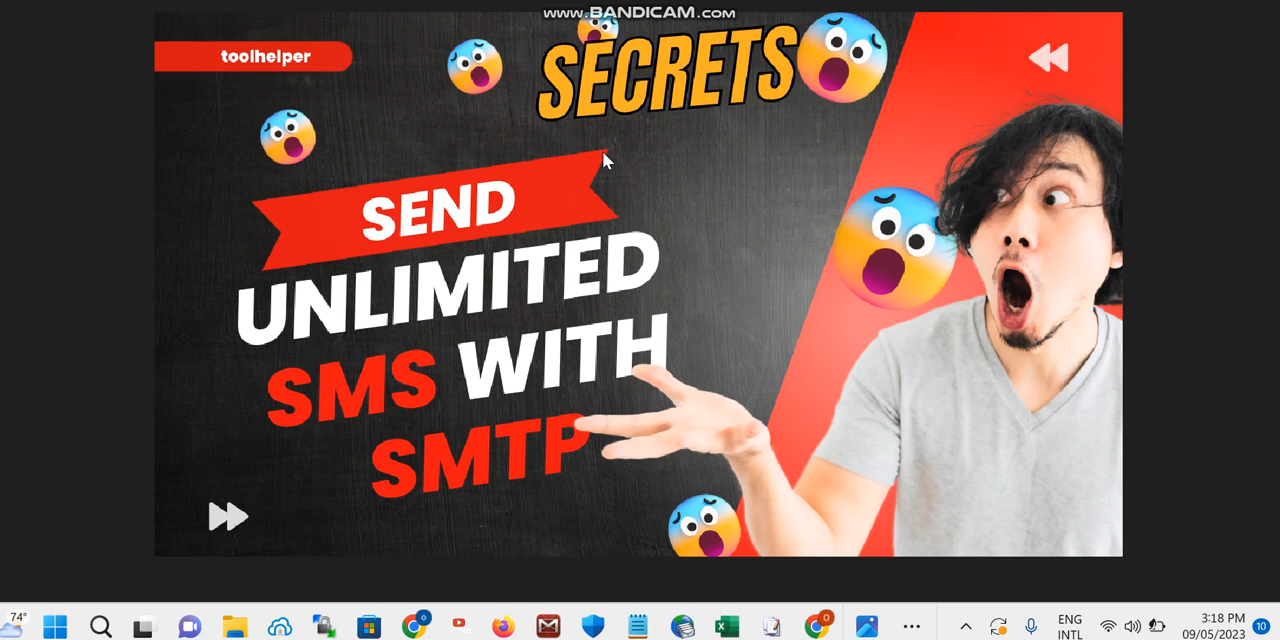 www.BANDICAM.com
toolhelper
SECRETS
SEND
UNLIMITED
SMS WITH
SMTP
74°
ENG
INTL
3:18 PM
09/05/2023
10